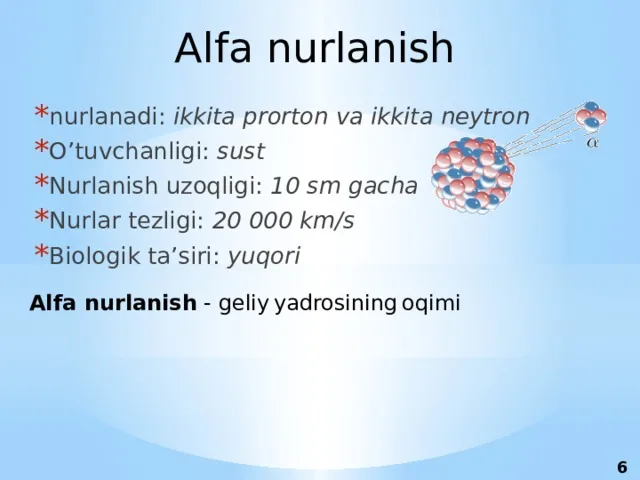 Alfa nurlanish
*nurlanadi: ikkita prorton va ikkita neytron
*O’tuvchanligi: sust
*Nurlanish uzoqligi: 10 sm gacha
*Nurlar tezligi: 20 000 km/s
*Biologik ta’siri: yuqori
α
Alfa nurlanish - geliy yadrosining oqimi
6